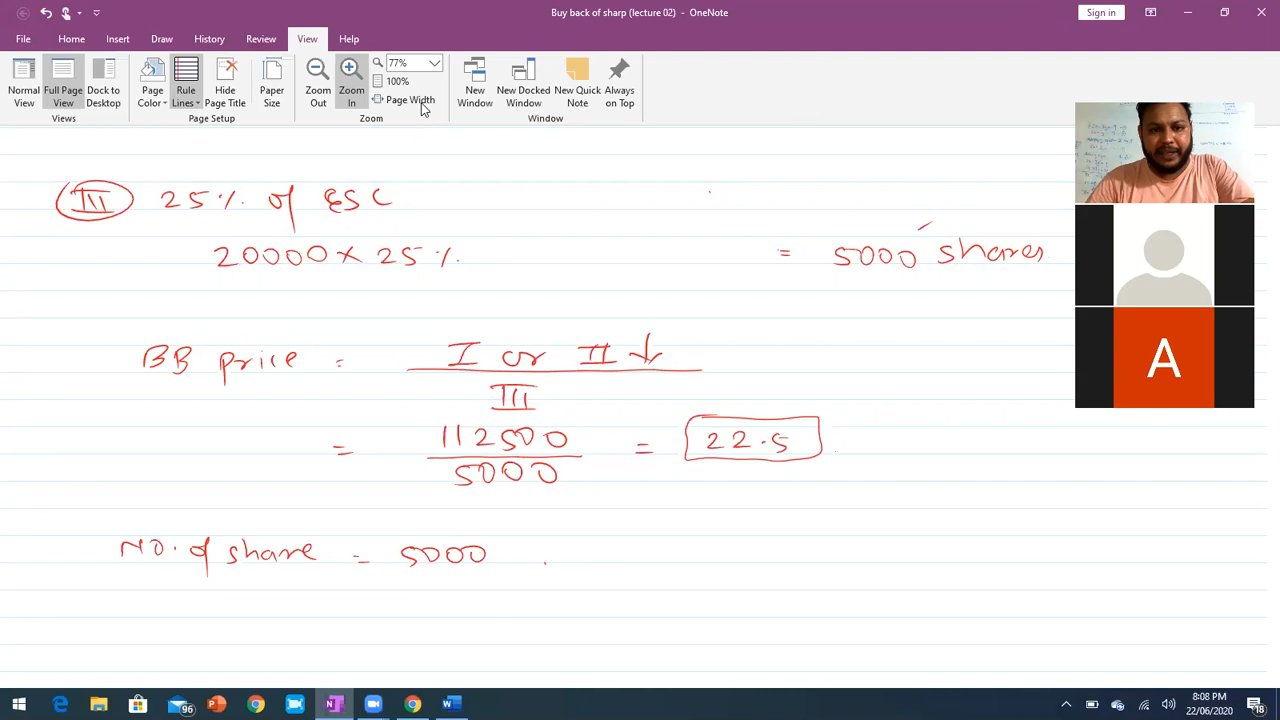 Buy back of sharp (lecture 02) - OneNote
Sign in
File Home Insert Draw History Review View Help
Normal View Full Page View Dock to Desktop Page Color Rule Lines Hide Page Title Paper Size Zoom Out Zoom In 77% 100% Page Width New Window New Docked Window New Quick Note Always on Top
Views Page Setup Zoom Window
III 25% of ESC
20000 x 25% = 5000 shares
BB price = I or II ↓
III
= 112500 = 22.5
5000
No. of share = 5000
A
96
8:08 PM
22/06/2020
18